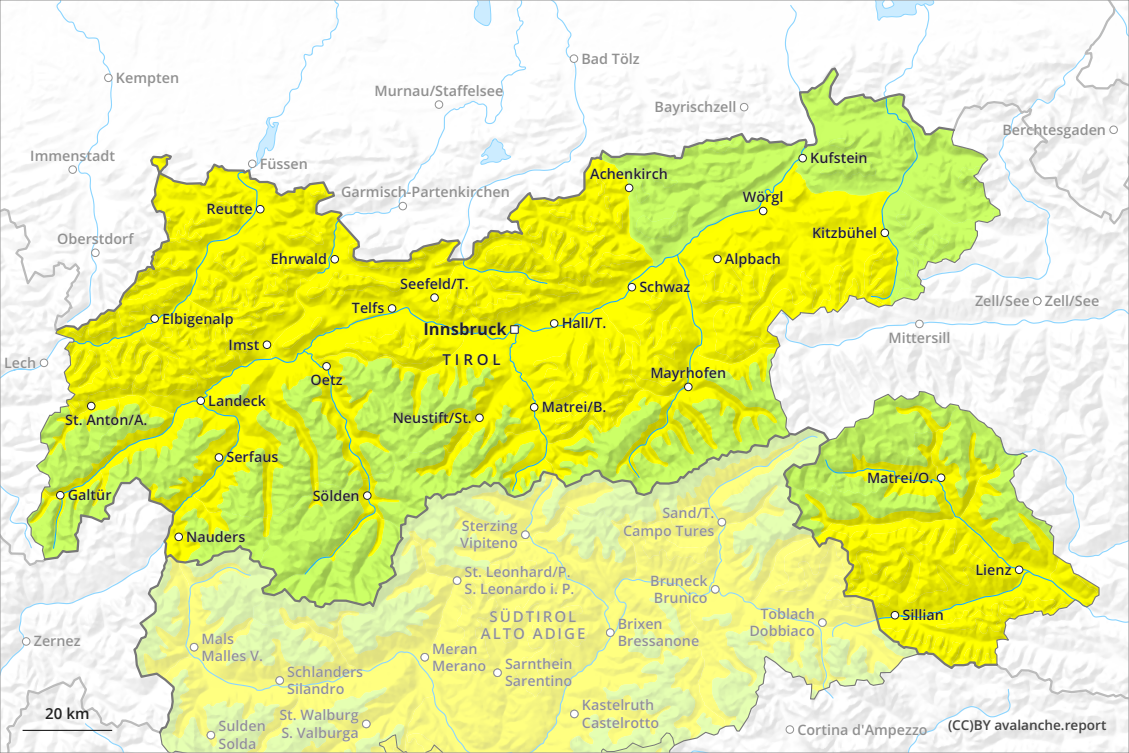 Kempten
Bad Tölz
Murnau/Staffelsee
Bayrischzell
Berchtesgaden
Immenstadt
Füssen
Kufstein
Achenkirch
Garmisch-Partenkirchen
Wörgl
Reutte
Oberstdorf
Kitzbühel
Ehrwald
Alpbach
Seefeld/T.
Schwaz
Telfs
Zell/See
Zell/See
Elbigenalp
Innsbruck
Hall/T.
Mittersill
Imst
Lech
TIROL
Oetz
Mayrhofen
Landeck
St. Anton/A.
Neustift/St.
Matrei/B.
Serfaus
Matrei/O.
Galtür
Sölden
Sand/T.
Campo Tures
Sterzing
Vipiteno
Nauders
Lienz
St. Leonhard/P.
S. Leonardo i. P.
Bruneck
Brunico
SÜDTIROL
ALTO ADIGE
Toblach
Dobbiaco
Sillian
Brixen
Bressanone
Zernez
Mals
Malles V.
Meran
Merano
Sarnthein
Sarentino
Schlanders
Silandro
Kastelruth
Castelrotto
20 km
St. Walburg
S. Valburga
Sulden
Solda
Cortina d'Ampezzo
(CC)BY avalanche.report